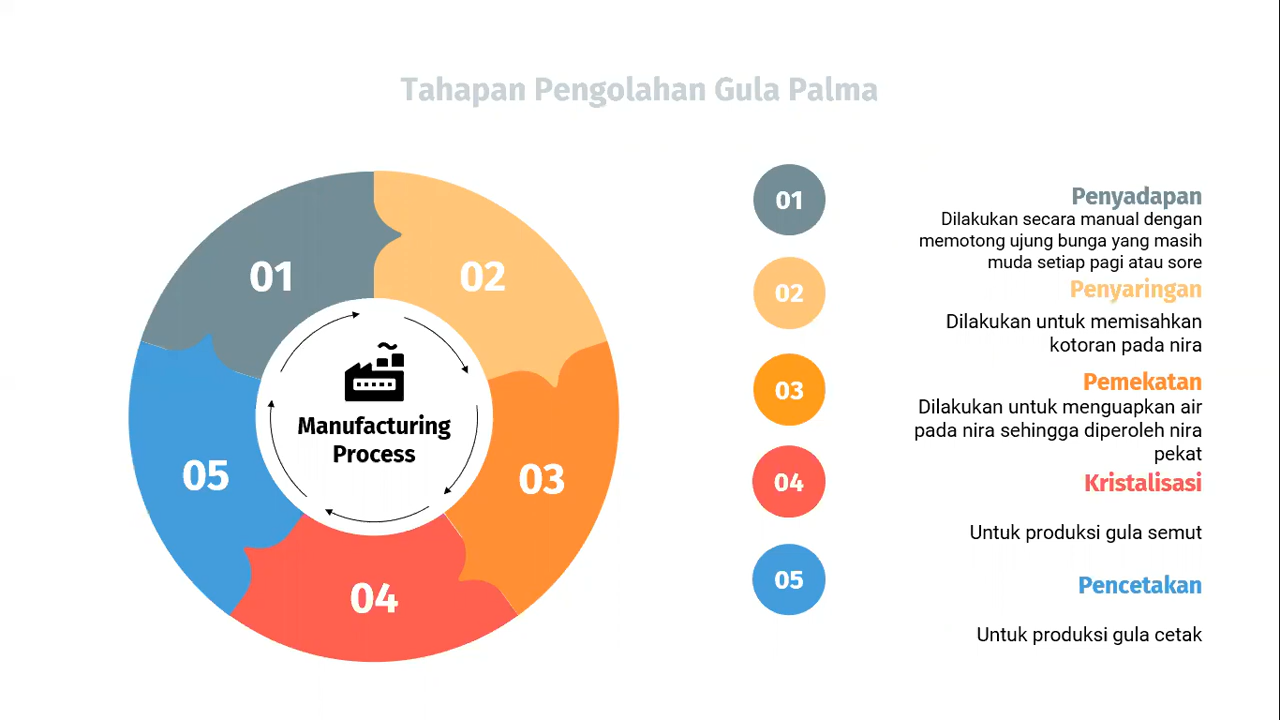 Tahapan Pengolahan Gula Palma
01
02
03
04
05
Manufacturing
Process
01
Penyadapan
Dilakukan secara manual dengan
memotong ujung bunga yang masih
muda setiap pagi atau sore
02
Penyaringan
Dilakukan untuk memisahkan
kotoran pada nira
03
Pemekatan
Dilakukan untuk menguapkan air
pada nira sehingga diperoleh nira
pekat
04
Kristalisasi
Untuk produksi gula semut
05
Pencetakan
Untuk produksi gula cetak